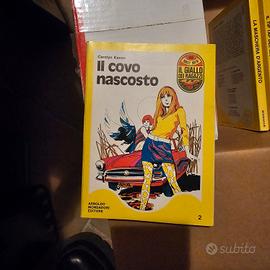 Carolyn Keene
Il covo
nascosto
IL GIALLO
DEI RAGAZZI
ARNOLDO
MONDADORI
EDITORE
2
LA MASCHERA D'ARGENTO
subito